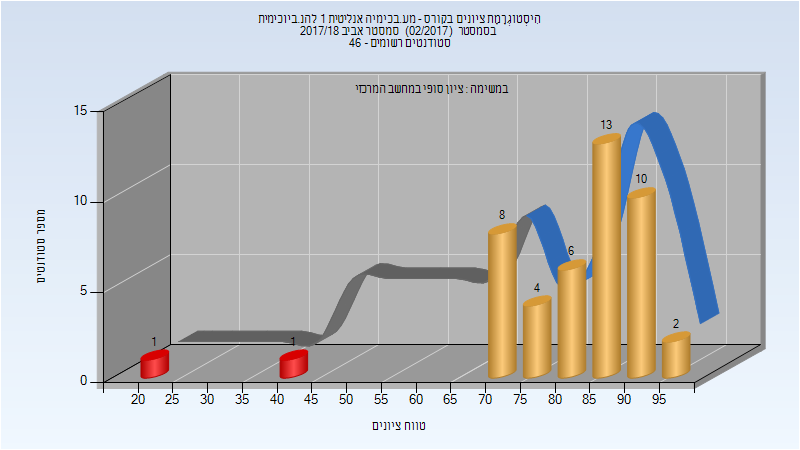 היסטוגרמת ציונים בקורס - מע.בכימיה אנליטית 1 להנ.ביוכימית
בסמסטר (02/2017) סמסטר אביב 2017/18
סטודנטים רשומים - 46
במשימה : ציון סופי במחשב המרכזי
15
10
5
0
מספר סטודנטים
1
1
8
4
6
13
10
2
20 25 30 35 40 45 50 55 60 65 70 75 80 85 90 95
טווח ציונים